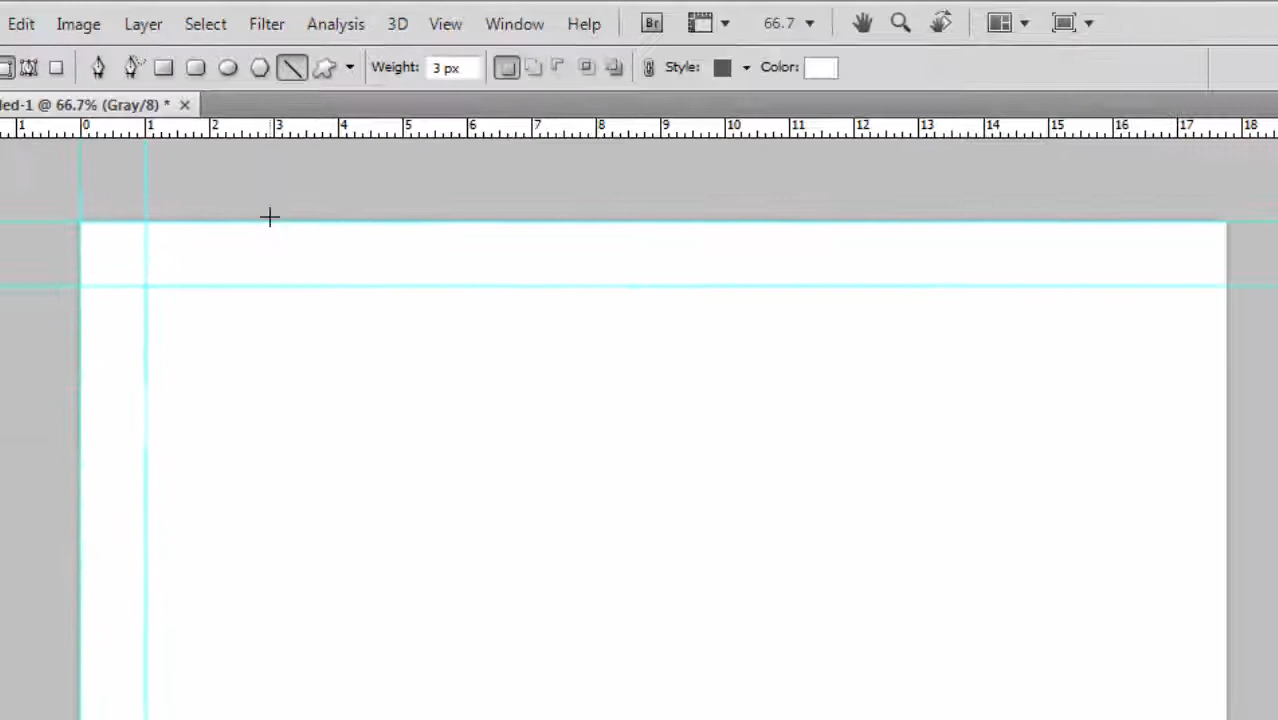 Edit Image Layer Select Filter Analysis 3D View Window Help Br 66.7
Weight: 3 px Style: Color:
led-1 @ 66.7% (Gray/8) *
1 0 1 2 3 4 5 6 7 8 9 10 11 12 13 14 15 16 17 18